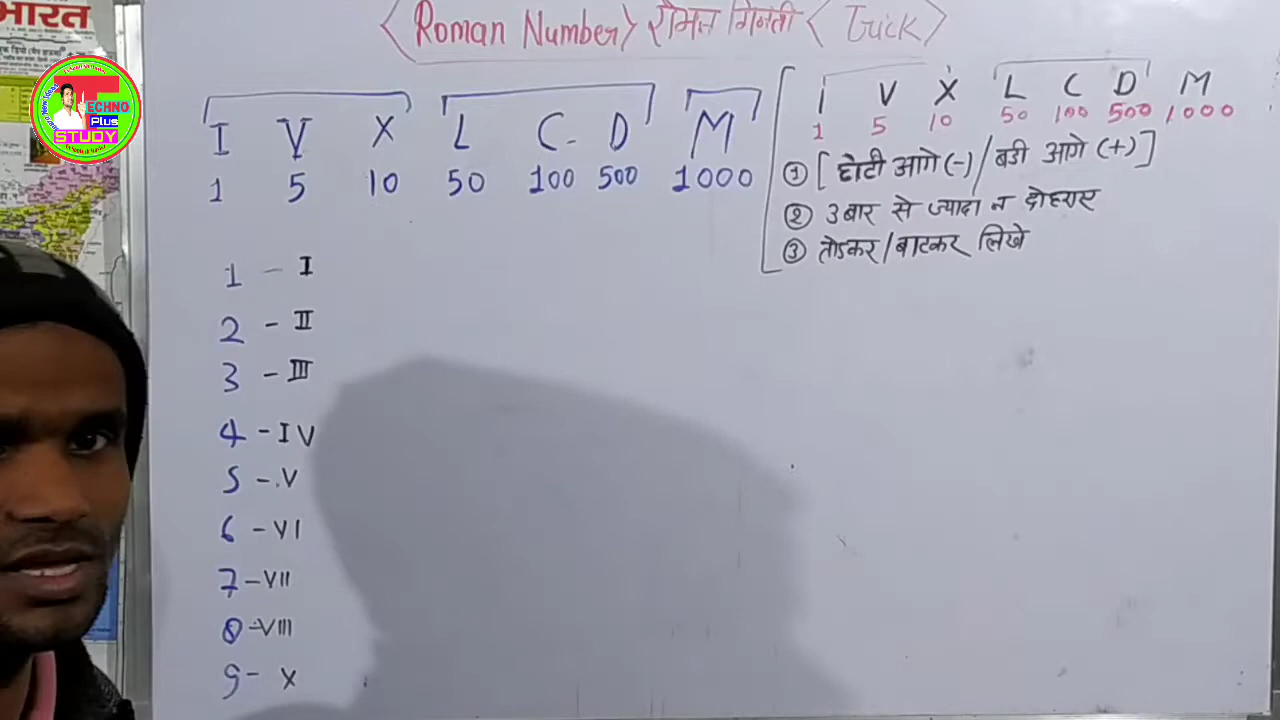 भारत
TECHNO
Plus
STUDY
<Roman Number> रोमन गिनती <Trick>
I V X L C D M
1 5 10 50 100 500 1000
I V X L C D M
1 5 10 50 100 500 1000
① [छोटी आगे (-) / बडी आगे (+)]
② 3 बार से ज्यादा न दोहराए
③ तोडकर/बाटकर लिखे
1 - I
2 - II
3 - III
4 - IV
5 - V
6 - VI
7 - VII
8 - VIII
9 - X